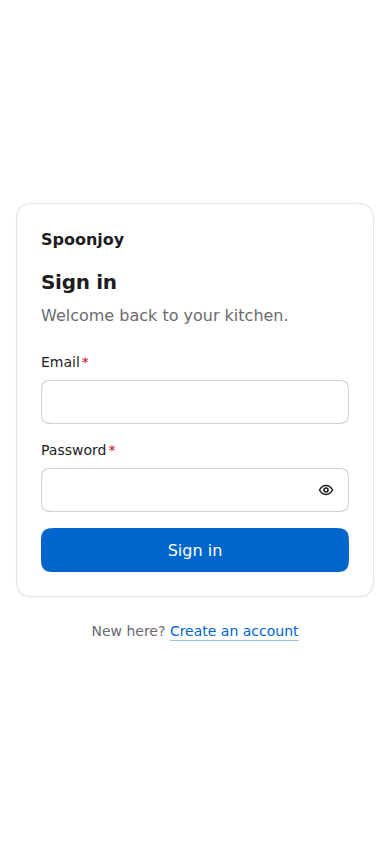 Spoonjoy
Sign in
Welcome back to your kitchen.
Email*
Password*
Sign in
New here? Create an account